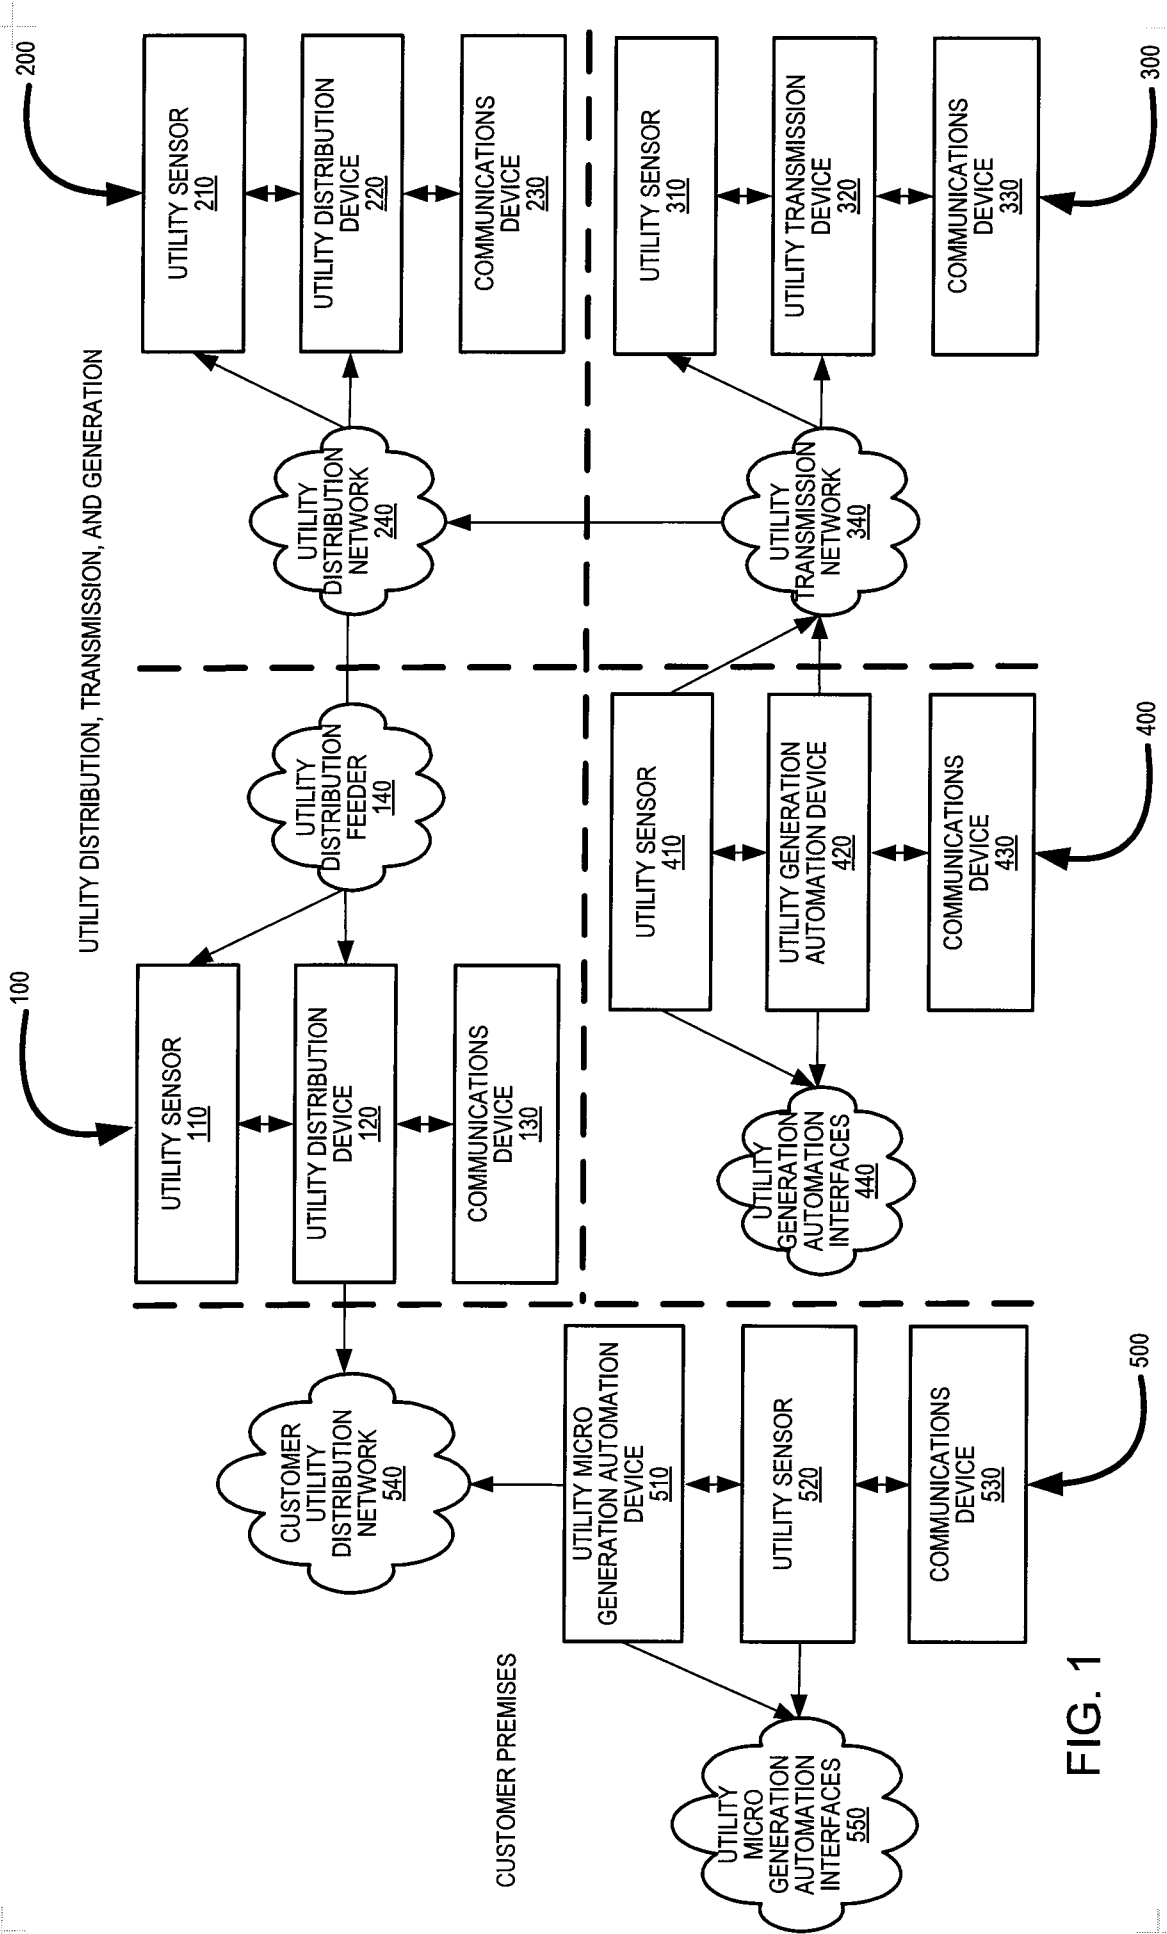 UTILITY DISTRIBUTION, TRANSMISSION, AND GENERATION
CUSTOMER PREMISES
100
UTILITY SENSOR
110
UTILITY DISTRIBUTION
DEVICE
120
COMMUNICATIONS
DEVICE
130
UTILITY
DISTRIBUTION
FEEDER
140
200
UTILITY SENSOR
210
UTILITY DISTRIBUTION
DEVICE
220
COMMUNICATIONS
DEVICE
230
UTILITY
DISTRIBUTION
NETWORK
240
300
UTILITY SENSOR
310
UTILITY TRANSMISSION
DEVICE
320
COMMUNICATIONS
DEVICE
330
UTILITY
TRANSMISSION
NETWORK
340
400
UTILITY SENSOR
410
UTILITY GENERATION
AUTOMATION DEVICE
420
COMMUNICATIONS
DEVICE
430
UTILITY
GENERATION
AUTOMATION
INTERFACES
440
500
UTILITY MICRO
GENERATION AUTOMATION
DEVICE
510
UTILITY SENSOR
520
COMMUNICATIONS
DEVICE
530
CUSTOMER
UTILITY
DISTRIBUTION
NETWORK
540
UTILITY
MICRO
GENERATION
AUTOMATION
INTERFACES
550
FIG. 1